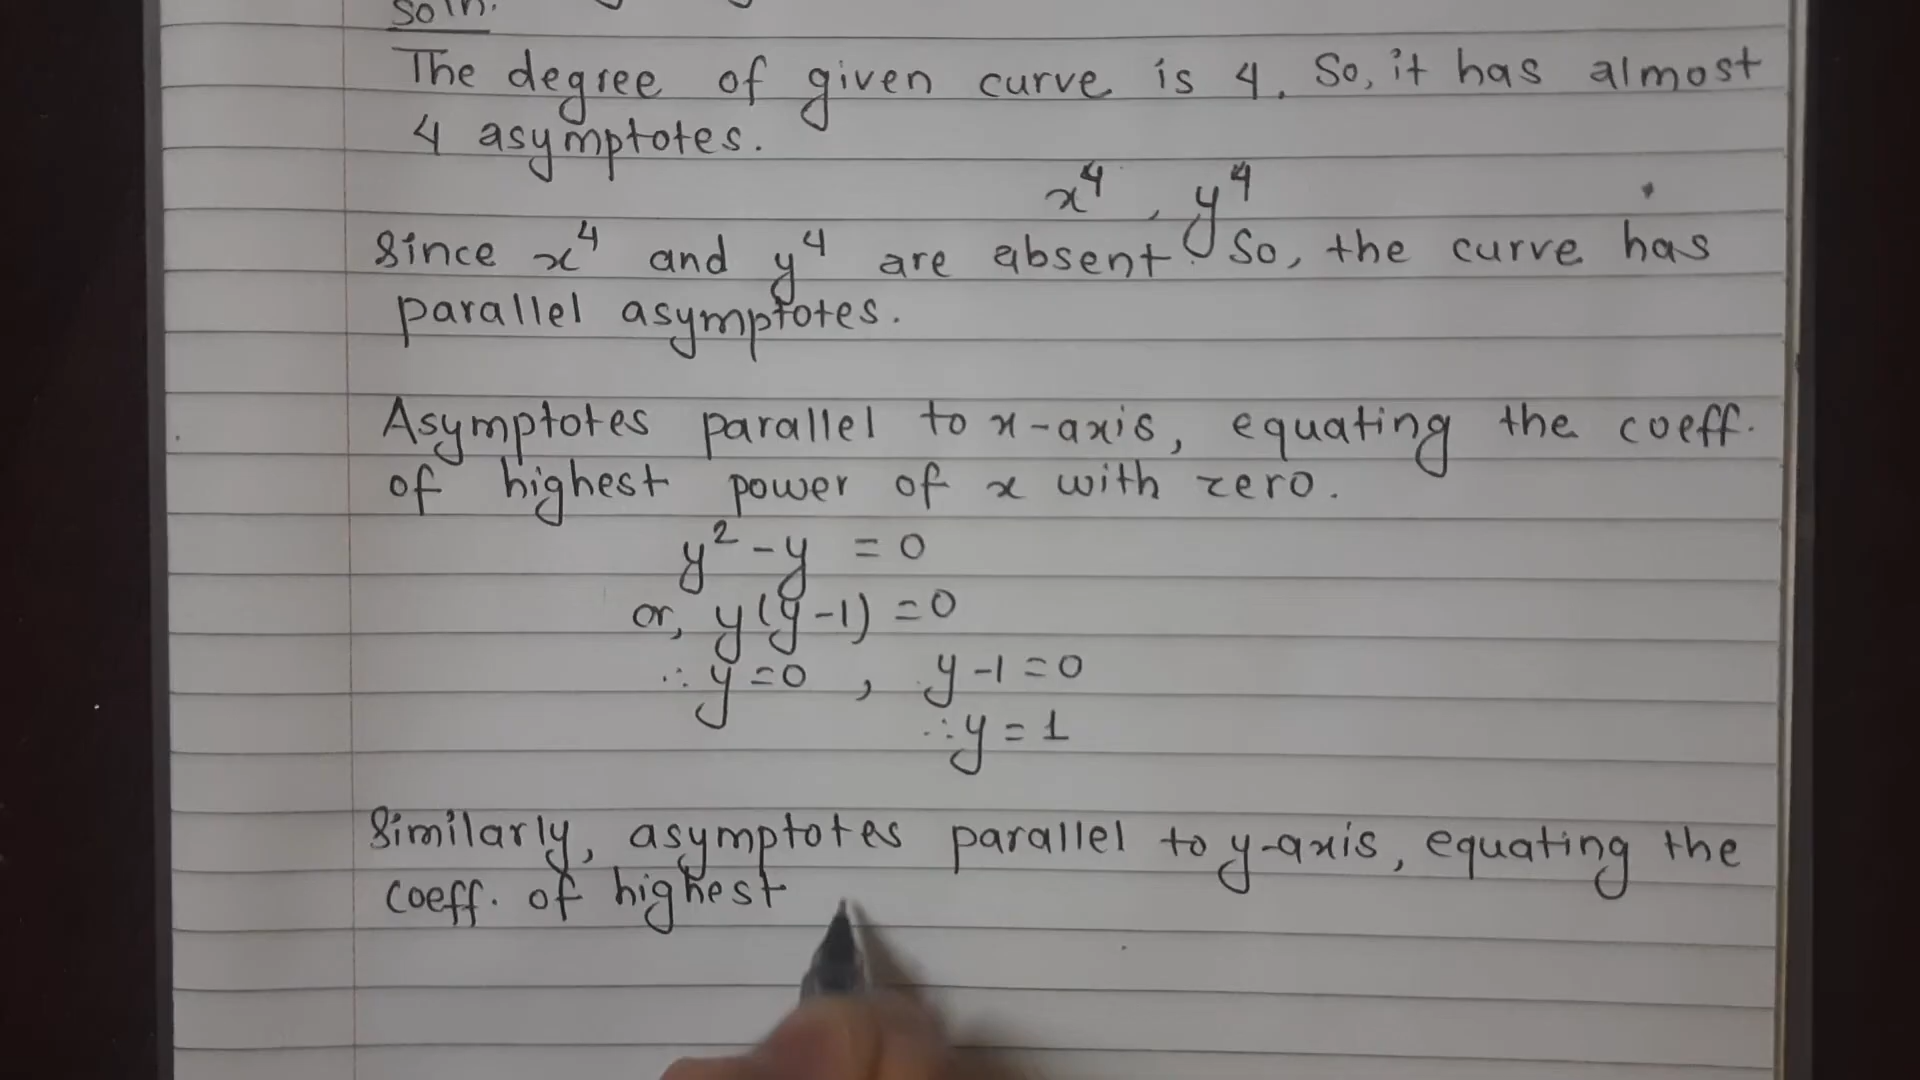 Soln.
The degree of given curve is 4. So, it has almost
4 asymptotes.
x⁴, y⁴
Since x⁴ and y⁴ are absent. So, the curve has
parallel asymptotes.
Asymptotes parallel to x-axis, equating the coeff.
of highest power of x with zero.
y² - y = 0
or, y(y-1) = 0
∴ y = 0 , y - 1 = 0
∴ y = 1
Similarly, asymptotes parallel to y-axis, equating the
coeff. of highest